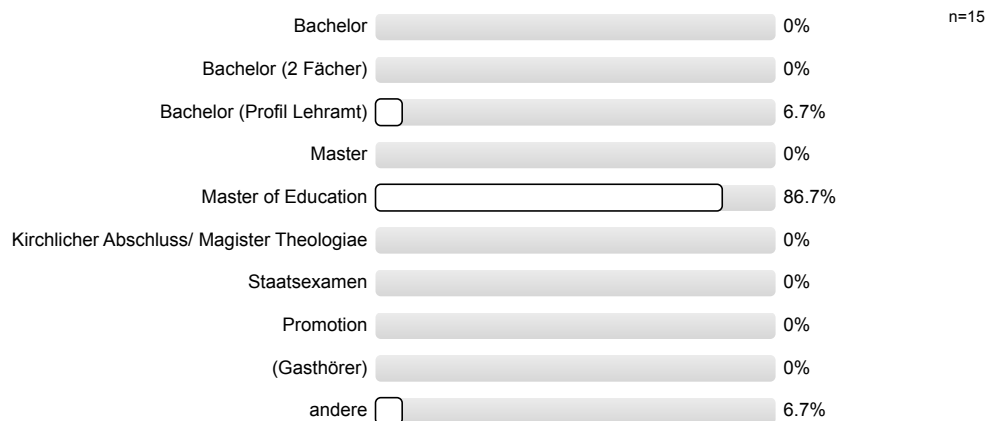 n=15
Bachelor 0%
Bachelor (2 Fächer) 0%
Bachelor (Profil Lehramt) 6.7%
Master 0%
Master of Education 86.7%
Kirchlicher Abschluss/ Magister Theologiae 0%
Staatsexamen 0%
Promotion 0%
(Gasthörer) 0%
andere 6.7%